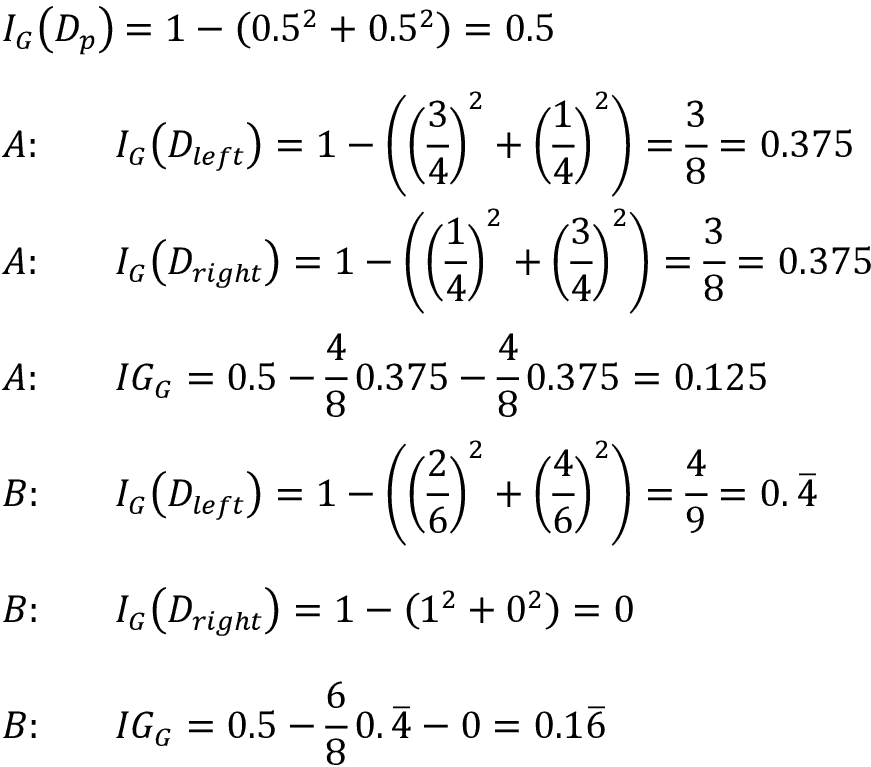 I_G(D_p) = 1 − (0.5² + 0.5²) = 0.5
A: I_G(D_left) = 1 − ((3/4)² + (1/4)²) = 3/8 = 0.375
A: I_G(D_right) = 1 − ((1/4)² + (3/4)²) = 3/8 = 0.375
A: IG_G = 0.5 − 4/8 0.375 − 4/8 0.375 = 0.125
B: I_G(D_left) = 1 − ((2/6)² + (4/6)²) = 4/9 = 0.4̅
B: I_G(D_right) = 1 − (1² + 0²) = 0
B: IG_G = 0.5 − 6/8 0.4̅ − 0 = 0.16̅